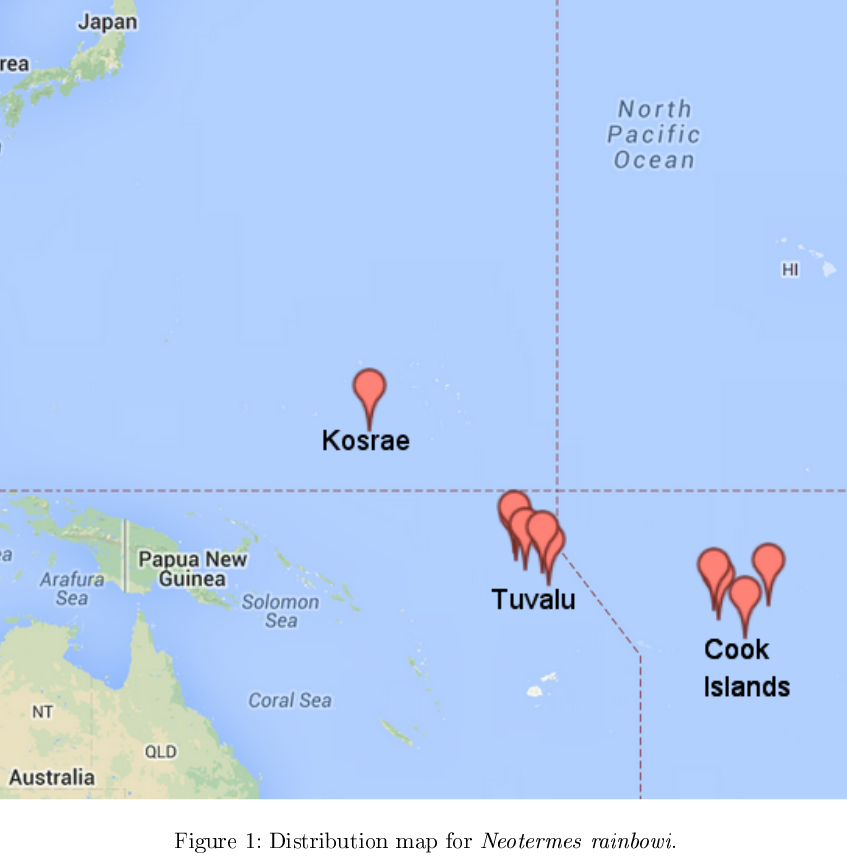 Japan
rea
North
Pacific
Ocean
HI
Kosrae
ea
Arafura
Sea
Papua New
Guinea
Solomon
Sea
Tuvalu
Cook
Islands
Coral Sea
NT
QLD
Australia
Figure 1: Distribution map for Neotermes rainbowi.